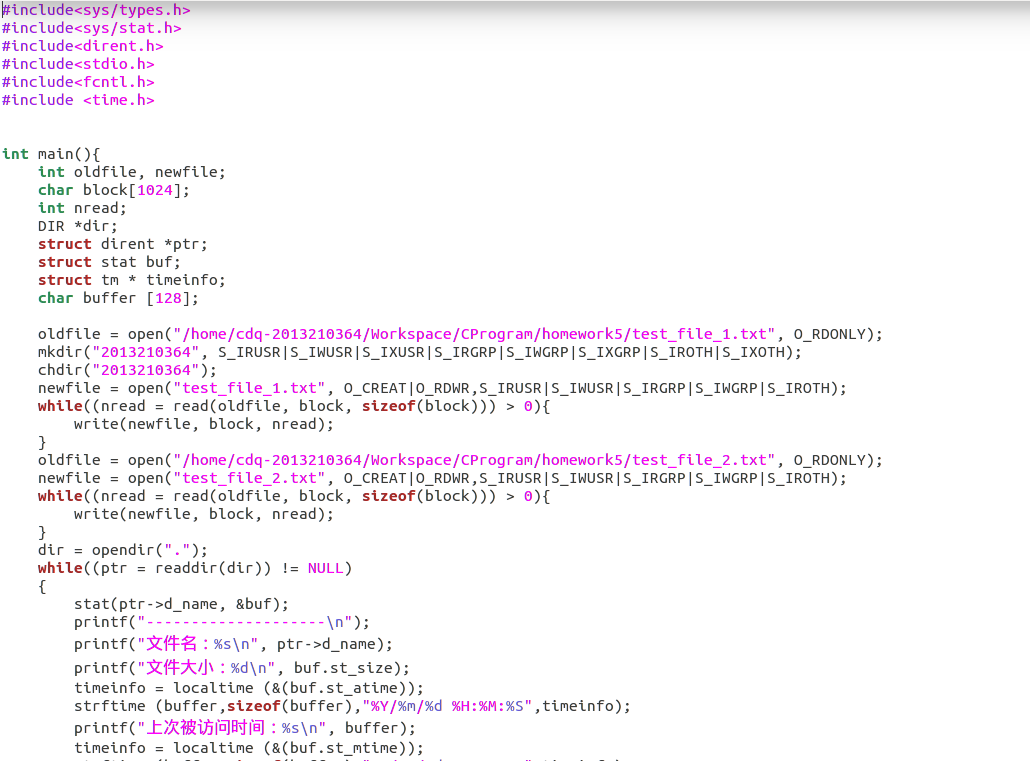 #include<sys/types.h>
#include<sys/stat.h>
#include<dirent.h>
#include<stdio.h>
#include<fcntl.h>
#include <time.h>
int main(){
    int oldfile, newfile;
    char block[1024];
    int nread;
    DIR *dir;
    struct dirent *ptr;
    struct stat buf;
    struct tm * timeinfo;
    char buffer [128];
    oldfile = open("/home/cdq-2013210364/Workspace/CProgram/homework5/test_file_1.txt", O_RDONLY);
    mkdir("2013210364", S_IRUSR|S_IWUSR|S_IXUSR|S_IRGRP|S_IWGRP|S_IXGRP|S_IROTH|S_IXOTH);
    chdir("2013210364");
    newfile = open("test_file_1.txt", O_CREAT|O_RDWR,S_IRUSR|S_IWUSR|S_IRGRP|S_IWGRP|S_IROTH);
    while((nread = read(oldfile, block, sizeof(block))) > 0){
        write(newfile, block, nread);
    }
    oldfile = open("/home/cdq-2013210364/Workspace/CProgram/homework5/test_file_2.txt", O_RDONLY);
    newfile = open("test_file_2.txt", O_CREAT|O_RDWR,S_IRUSR|S_IWUSR|S_IRGRP|S_IWGRP|S_IROTH);
    while((nread = read(oldfile, block, sizeof(block))) > 0){
        write(newfile, block, nread);
    }
    dir = opendir(".");
    while((ptr = readdir(dir)) != NULL)
    {
        stat(ptr->d_name, &buf);
        printf("--------------------\n");
        printf("文件名：%s\n", ptr->d_name);
        printf("文件大小：%d\n", buf.st_size);
        timeinfo = localtime (&(buf.st_atime));
        strftime (buffer,sizeof(buffer),"%Y/%m/%d %H:%M:%S",timeinfo);
        printf("上次被访问时间：%s\n", buffer);
        timeinfo = localtime (&(buf.st_mtime));